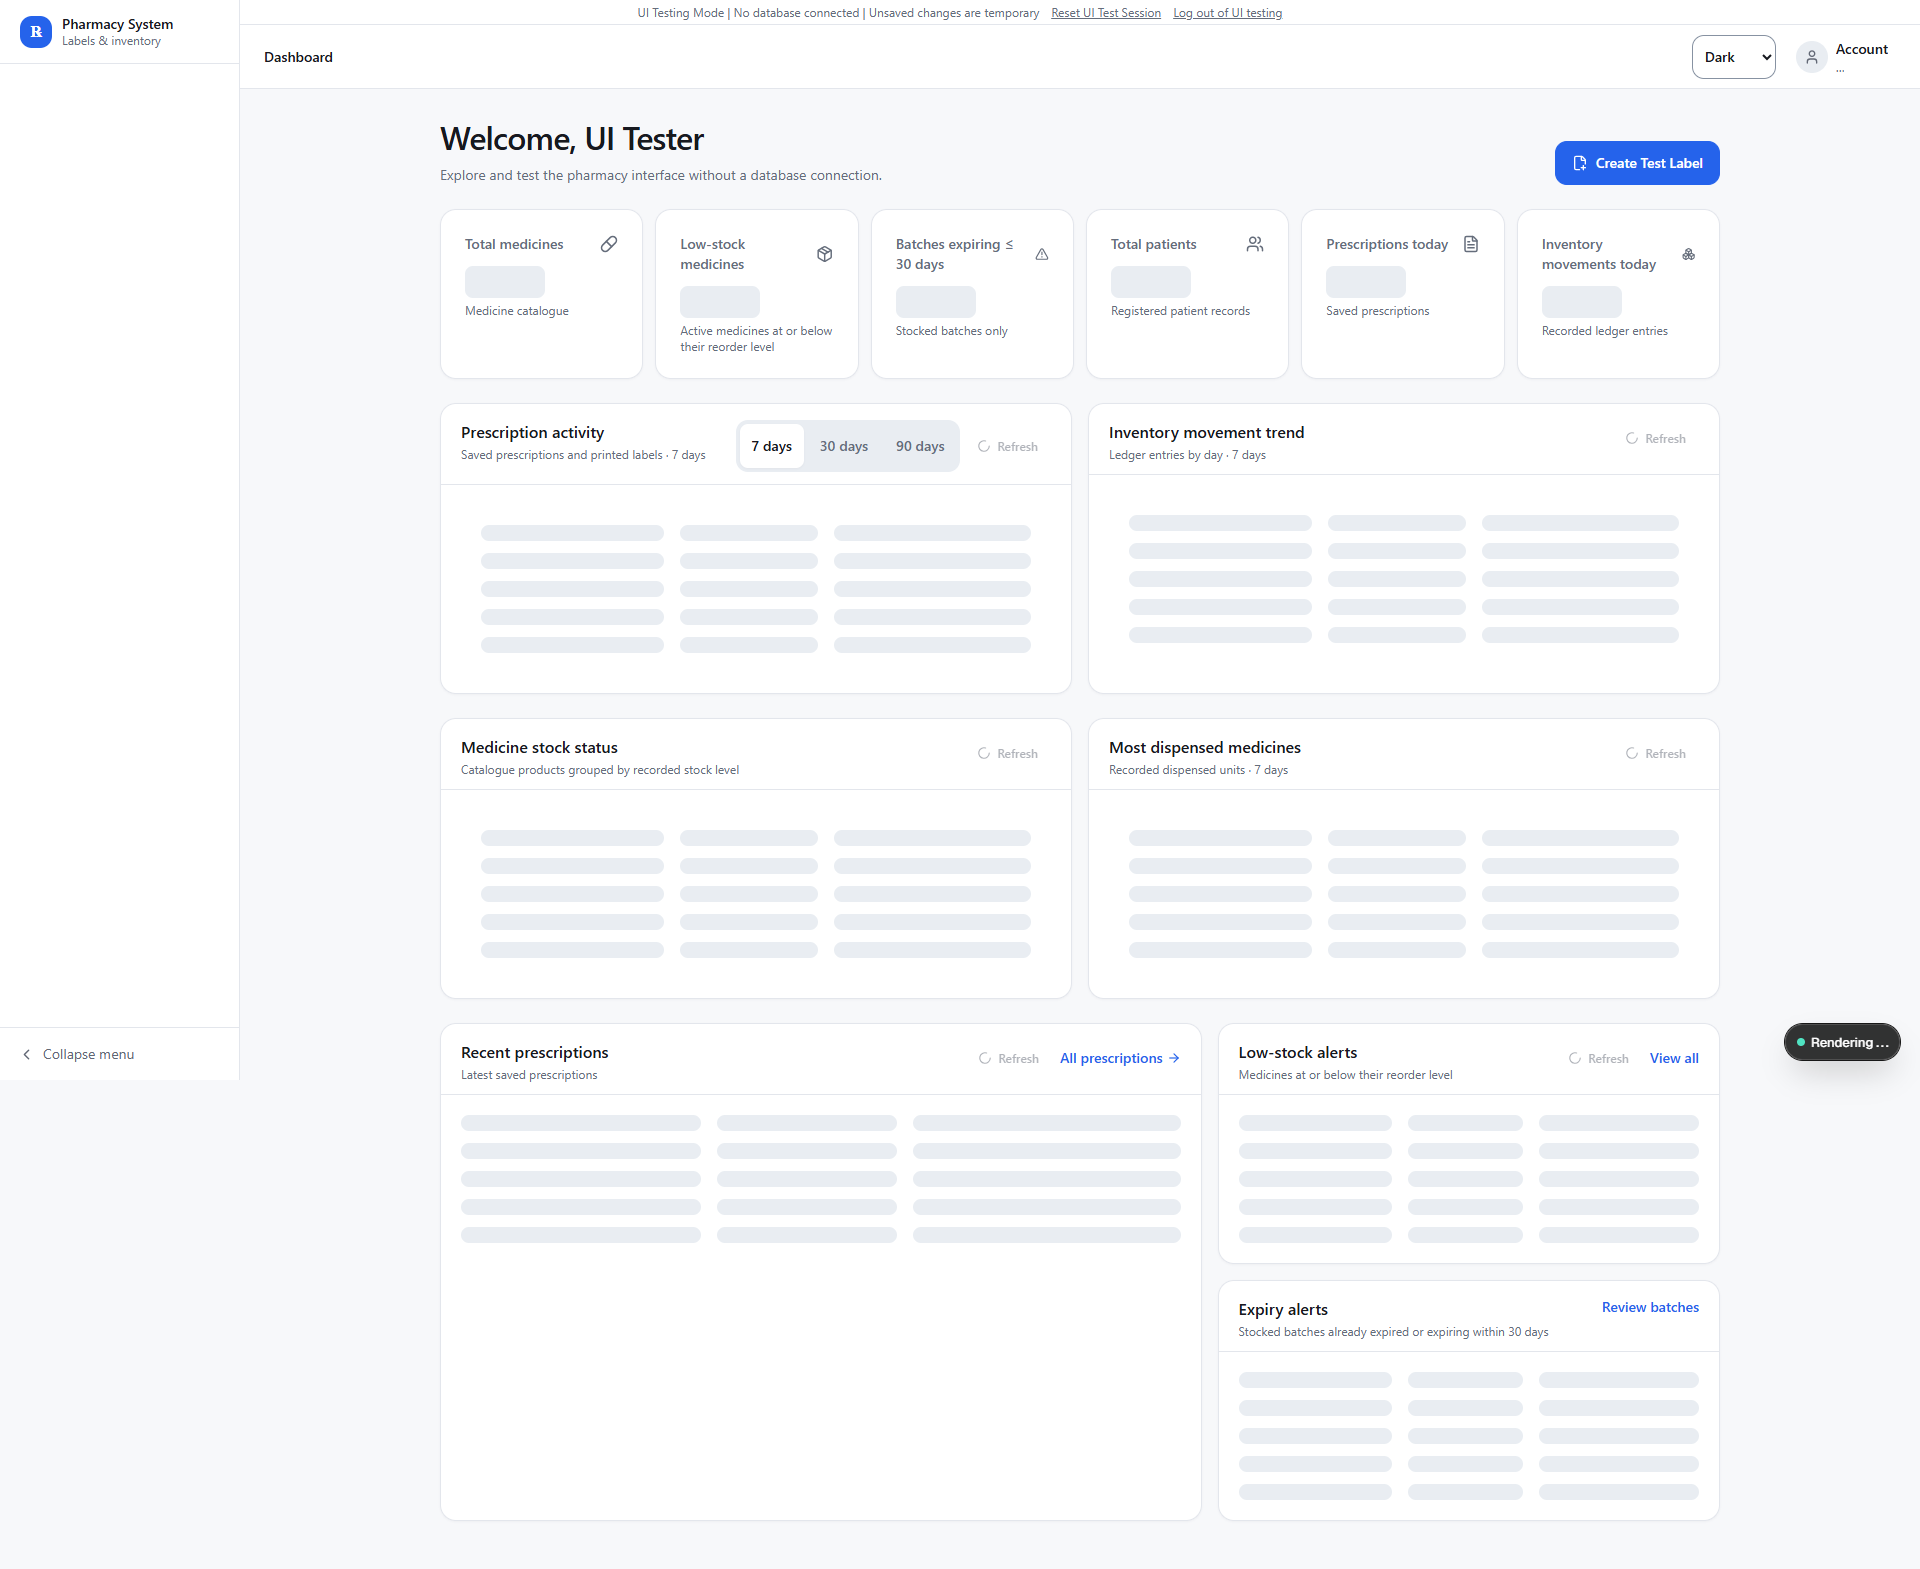 UI Testing Mode | No database connected | Unsaved changes are temporary Reset UI Test Session Log out of UI testing
Pharmacy System
Labels & inventory
Dashboard
Dark
Account
...
Welcome, UI Tester
Explore and test the pharmacy interface without a database connection.
Create Test Label
Total medicines
Medicine catalogue
Low-stock
medicines
Active medicines at or below
their reorder level
Batches expiring ≤
30 days
Stocked batches only
Total patients
Registered patient records
Prescriptions today
Saved prescriptions
Inventory
movements today
Recorded ledger entries
Prescription activity
Saved prescriptions and printed labels · 7 days
7 days 30 days 90 days
Refresh
Inventory movement trend
Ledger entries by day · 7 days
Refresh
Medicine stock status
Catalogue products grouped by recorded stock level
Refresh
Most dispensed medicines
Recorded dispensed units · 7 days
Refresh
Recent prescriptions
Latest saved prescriptions
Refresh
All prescriptions →
Low-stock alerts
Medicines at or below their reorder level
Refresh
View all
Expiry alerts
Stocked batches already expired or expiring within 30 days
Review batches
Collapse menu
Rendering ...